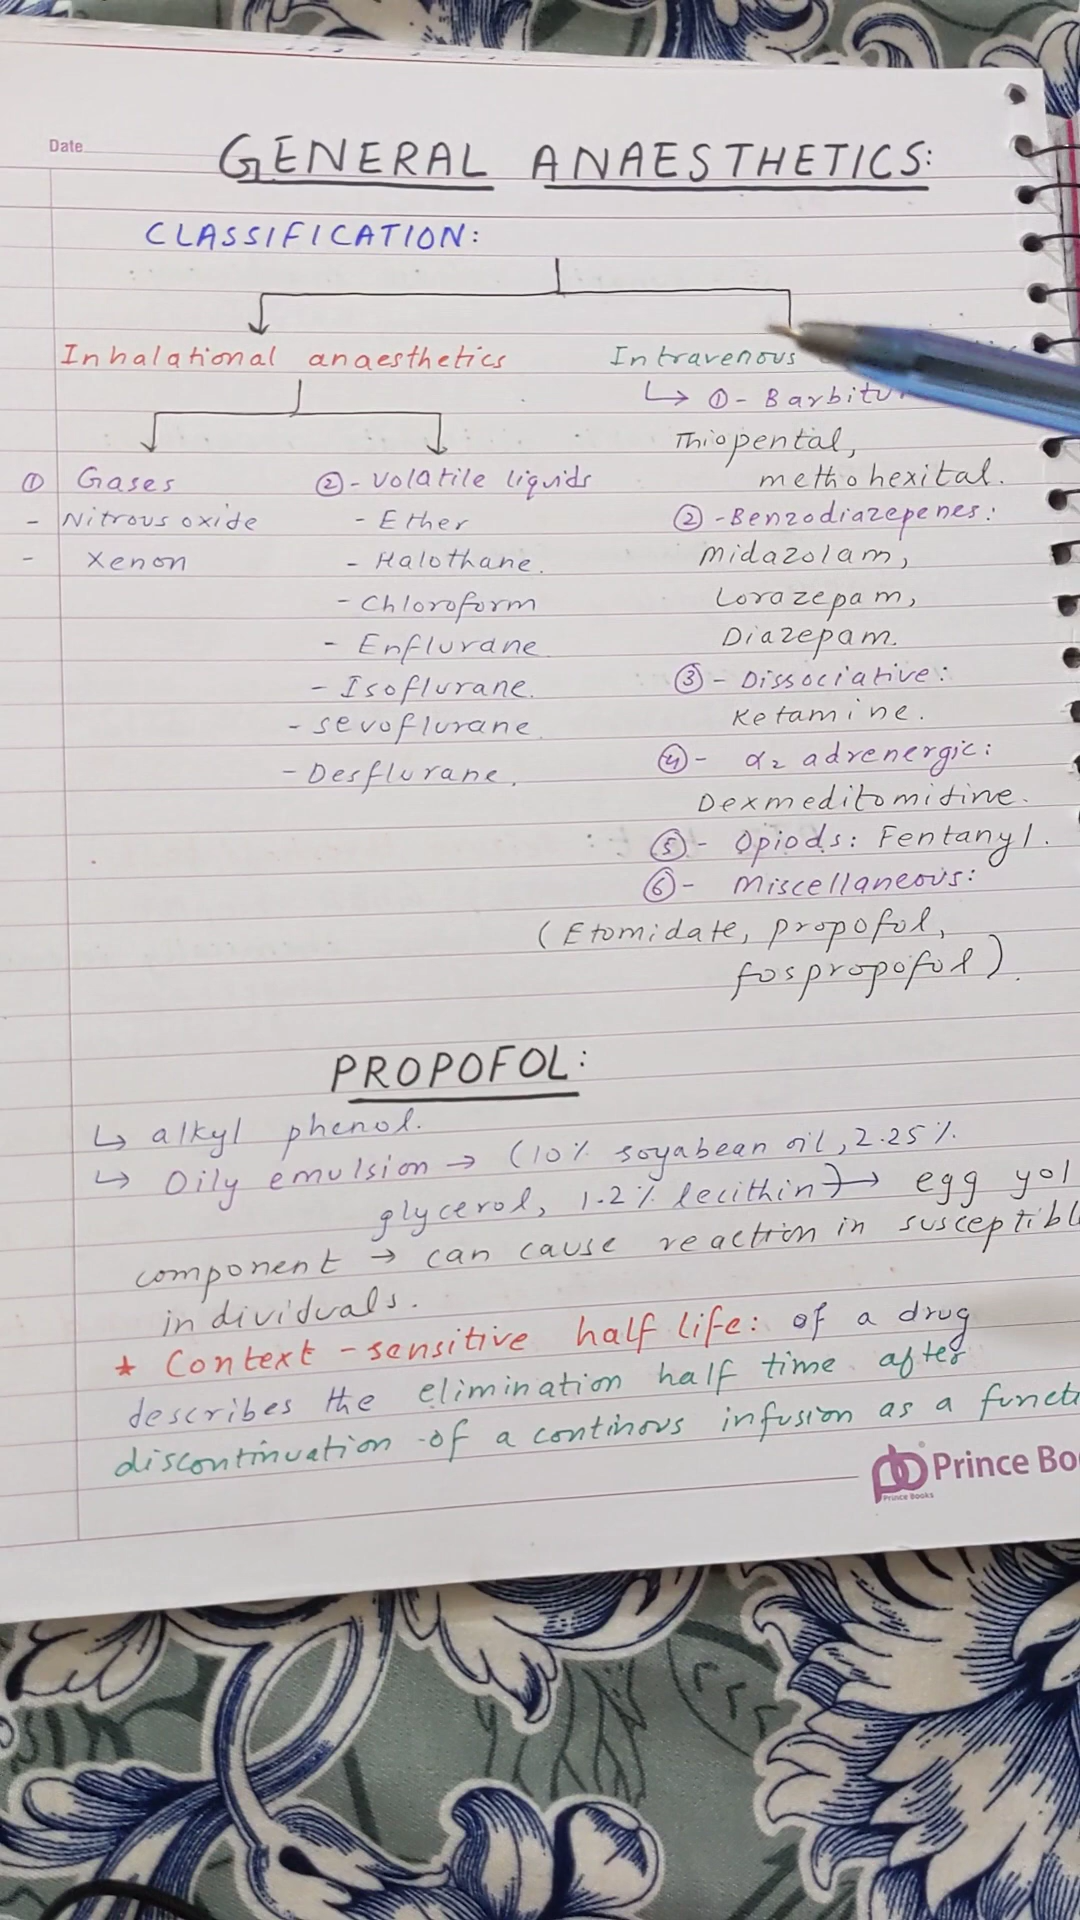 Date
GENERAL ANAESTHETICS:
CLASSIFICATION:
Inhalational anaesthetics
① Gases
- Nitrous oxide
- Xenon
② - Volatile liquids
- Ether
- Halothane.
- Chloroform
- Enflurane
- Isoflurane.
- Sevoflurane.
- Desflurane.
Intravenous
↳ ① - Barbitu
Thiopental,
methohexital.
② - Benzodiazepenes:
Midazolam,
Lorazepam,
Diazepam.
③ - Dissociative:
Ketamine.
④ - α2 adrenergic:
Dexmeditomidine.
⑤ - Opiods: Fentanyl.
⑥ - Miscellaneous:
(Etomidate, propofol,
fospropofol).
PROPOFOL:
↳ alkyl phenol.
↳ Oily emulsion → (10% soyabean oil, 2.25%
glycerol, 1.2% lecithin) → egg yol
component → can cause reaction in susceptibl
individuals.
★ Context - sensitive half life: of a drug
describes the elimination half time after
discontinuation of a continous infusion as a functi
Prince Bo
Prince Books